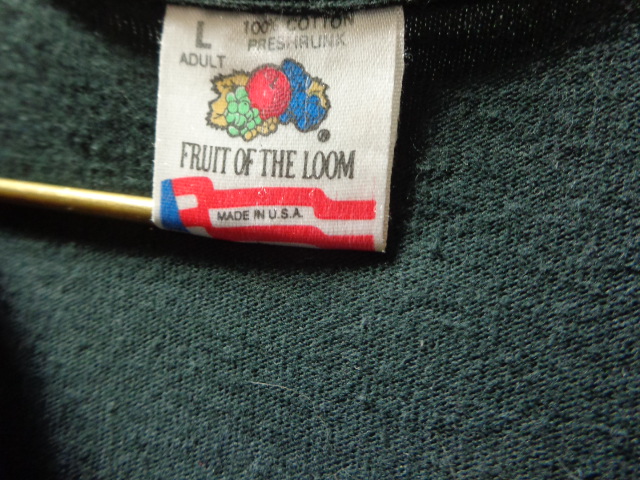 L
ADULT
100% COTTON
PRESHRUNK
®
FRUIT OF THE LOOM
MADE IN U.S.A.